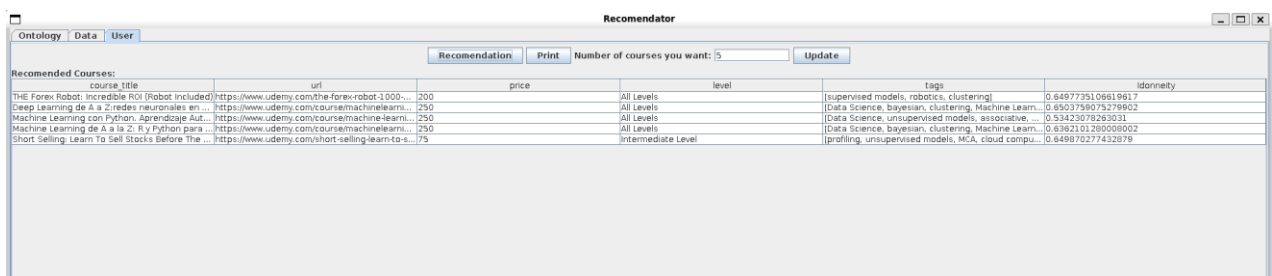 Recomendator
Ontology Data User
Recomendation Print Number of courses you want: 5 Update
Recomended Courses:
course_title url price level tags Idonneity
THE Forex Robot: Incredible ROI (Robot Included) https://www.udemy.com/the-forex-robot-1000-... 200 All Levels [supervised models, robotics, clustering] 0.6497735106619617
Deep Learning de A a Z:redes neuronales en ... https://www.udemy.com/course/machinelearni... 250 All Levels [Data Science, bayesian, clustering, Machine Learn... 0.6503759075279902
Machine Learning con Python. Aprendizaje Aut... https://www.udemy.com/course/machine-learni... 250 All Levels [Data Science, unsupervised models, associative, ... 0.53423078263031
Machine Learning de A a la Z: R y Python para ... https://www.udemy.com/course/machinelearni... 250 All Levels [Data Science, bayesian, clustering, Machine Learn... 0.6362101280008002
Short Selling: Learn To Sell Stocks Before The ... https://www.udemy.com/short-selling-learn-to-s... 75 Intermediate Level [profiling, unsupervised models, MCA, cloud compu... 0.649870277432879